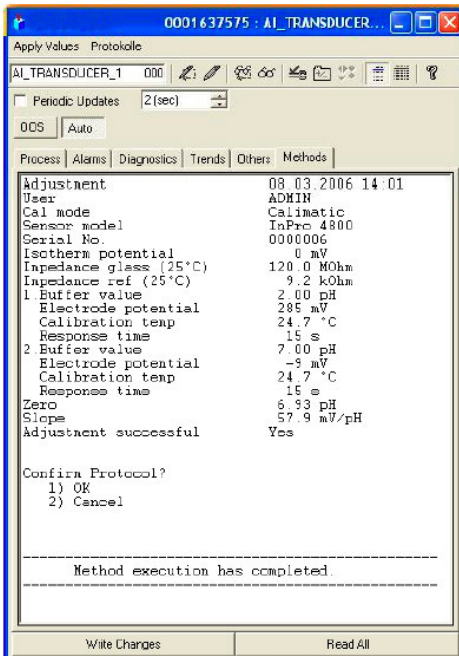 0001637575 : AI_TRANSDUCER...
Apply Values Protokolle
AI_TRANSDUCER_1 000
Periodic Updates 2 (sec)
OOS Auto
Process Alarms Diagnostics Trends Others Methods
Adjustment 08.03.2006 14:01
User ADMIN
Cal mode Calimatic
Sensor model InPro 4800
Serial No. 0000006
Isotherm potential 0 mV
Impedance glass (25°C) 120.0 MOhm
Impedance ref (25°C) 9.2 kOhm
1.Buffer value 2.00 pH
Electrode potential 285 mV
Calibration temp 24.7 °C
Response time 15 s
2.Buffer value 7.00 pH
Electrode potential -9 mV
Calibration temp 24.7 °C
Response time 15 s
Zero 6.93 pH
Slope 57.9 mV/pH
Adjustment successful Yes
Confirm Protocol?
1) OK
2) Cancel
Method execution has completed.
Write Changes Read All